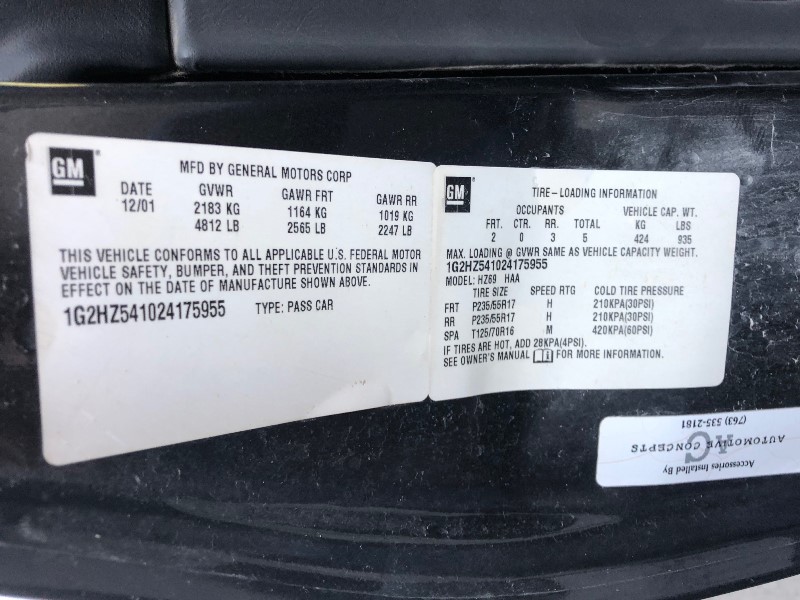 GM
MFD BY GENERAL MOTORS CORP
DATE GVWR GAWR FRT GAWR RR
12/01 2183 KG 1164 KG 1019 KG
4812 LB 2565 LB 2247 LB
THIS VEHICLE CONFORMS TO ALL APPLICABLE U.S. FEDERAL MOTOR
VEHICLE SAFETY, BUMPER, AND THEFT PREVENTION STANDARDS IN
EFFECT ON THE DATE OF MANUFACTURE SHOWN ABOVE.
1G2HZ541024175955 TYPE: PASS CAR
GM
TIRE-LOADING INFORMATION
OCCUPANTS VEHICLE CAP. WT.
FRT. CTR. RR. TOTAL KG LBS
2 0 3 5 424 935
MAX. LOADING @ GVWR SAME AS VEHICLE CAPACITY WEIGHT.
1G2HZ541024175955
MODEL: HZ69 HAA
TIRE SIZE SPEED RTG COLD TIRE PRESSURE
FRT P235/55R17 H 210KPA(30PSI)
RR P235/55R17 H 210KPA(30PSI)
SPA T125/70R16 M 420KPA(60PSI)
IF TIRES ARE HOT, ADD 28KPA(4PSI).
SEE OWNER'S MANUAL FOR MORE INFORMATION.
Accessories Installed By
AC
AUTOMOTIVE CONCEPTS
(763) 535-2181